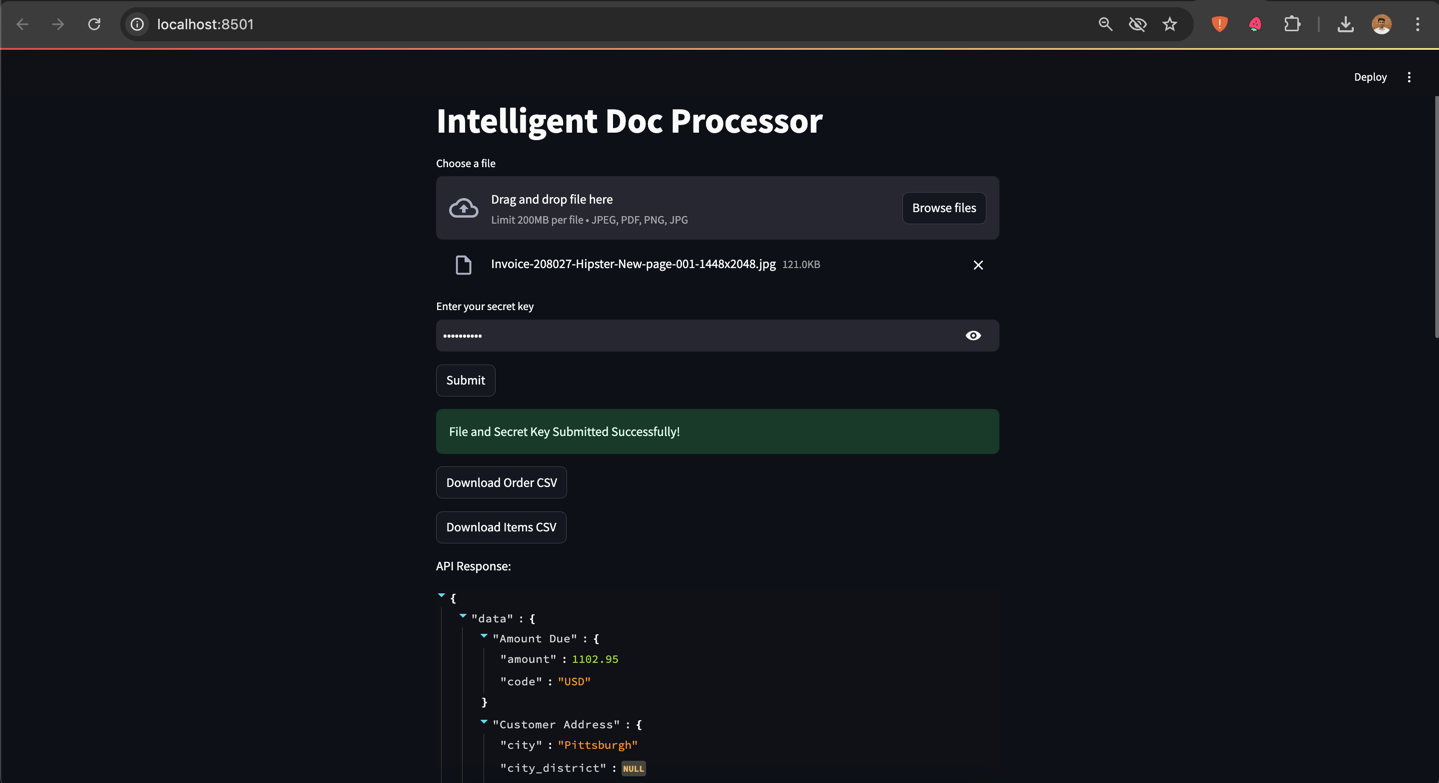 localhost:8501
Deploy
Intelligent Doc Processor
Choose a file
Drag and drop file here
Limit 200MB per file • JPEG, PDF, PNG, JPG
Browse files
Invoice-208027-Hipster-New-page-001-1448x2048.jpg 121.0KB
Enter your secret key
••••••••••
Submit
File and Secret Key Submitted Successfully!
Download Order CSV
Download Items CSV
API Response:
{
"data" : {
"Amount Due" : {
"amount" : 1102.95
"code" : "USD"
}
"Customer Address" : {
"city" : "Pittsburgh"
"city_district" : NULL